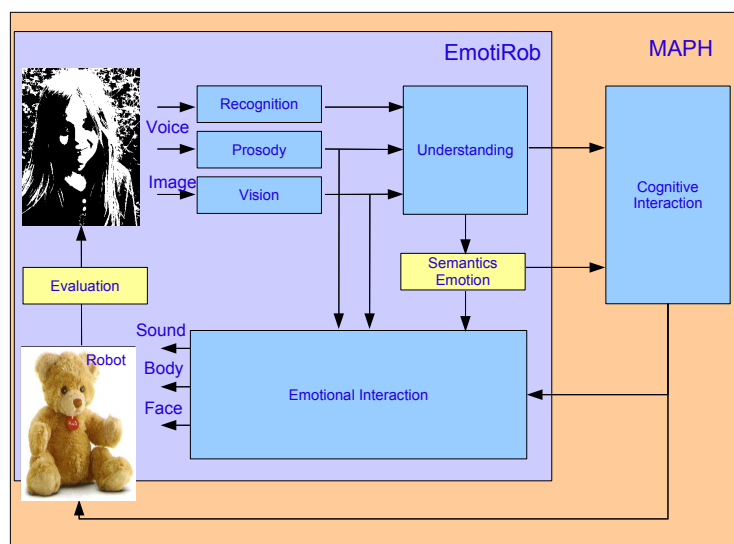 EmotiRob
MAPH
Recognition
Voice
Prosody
Understanding
Image
Vision
Cognitive
Interaction
Semantics
Emotion
Evaluation
Sound
Robot
Body
Face
Emotional Interaction